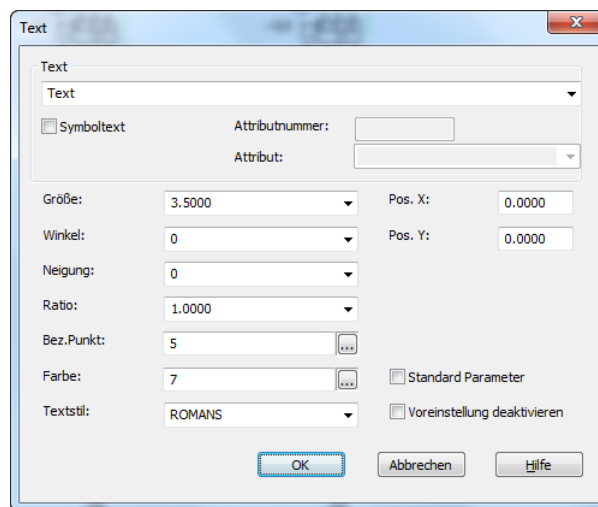 Text
Text
Text
Symboltext Attributnummer:
Attribut:
Größe: 3.5000 Pos. X: 0.0000
Winkel: 0 Pos. Y: 0.0000
Neigung: 0
Ratio: 1.0000
Bez.Punkt: 5 ...
Farbe: 7 ... Standard Parameter
Textstil: ROMANS Voreinstellung deaktivieren
OK Abbrechen Hilfe